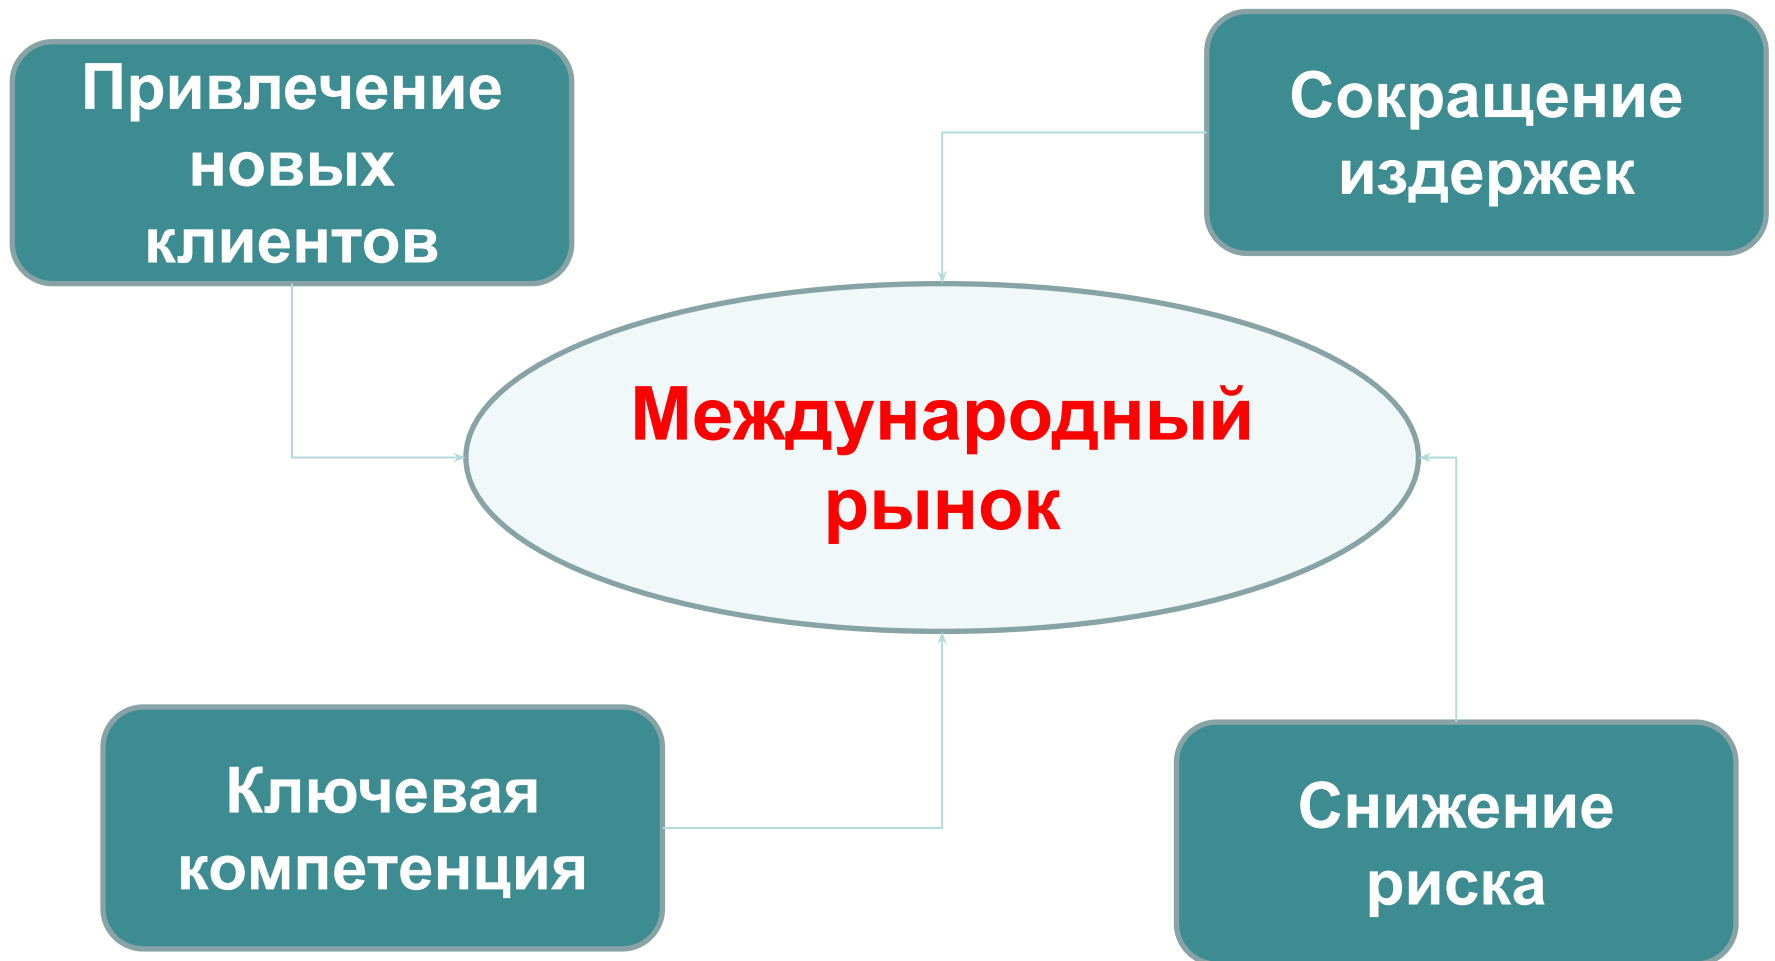 Привлечение
новых
клиентов
Сокращение
издержек
Международный
рынок
Ключевая
компетенция
Снижение
риска